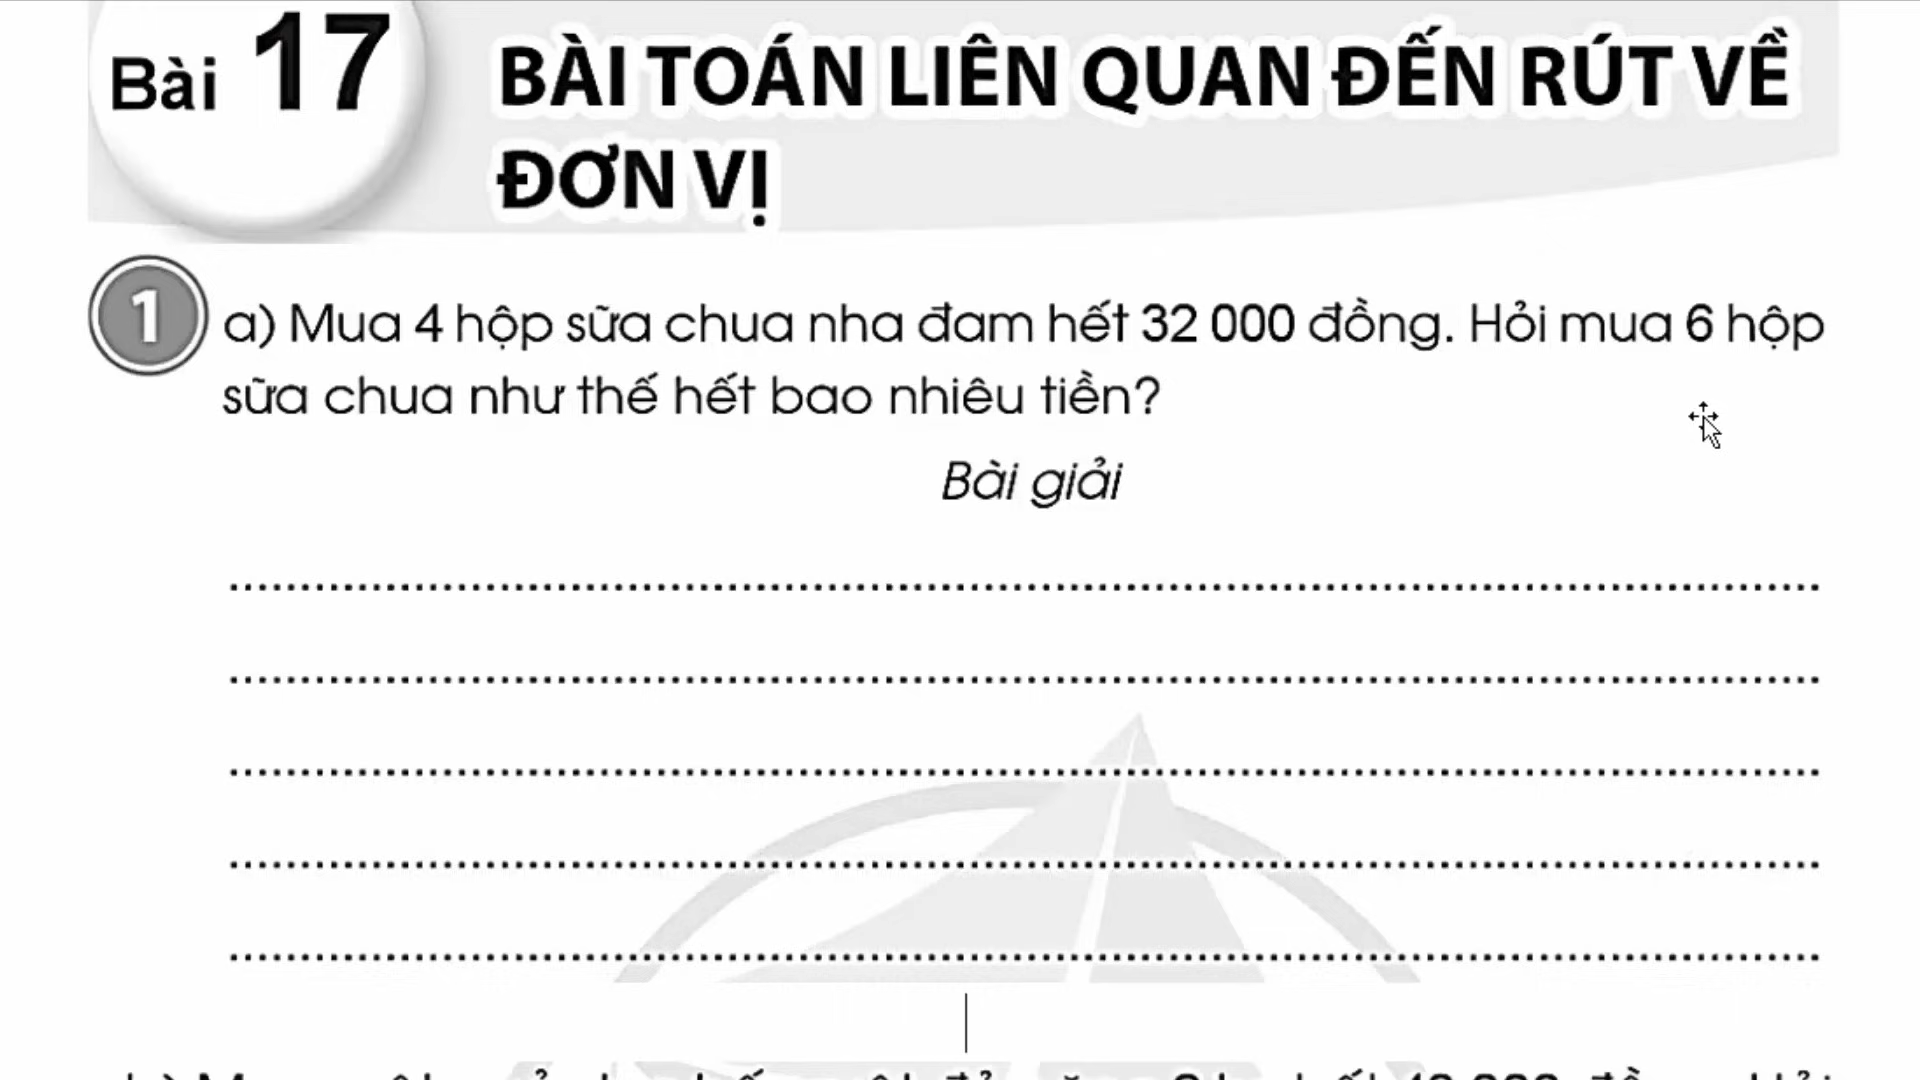 Bài 17
BÀI TOÁN LIÊN QUAN ĐẾN RÚT VỀ
ĐƠN VỊ
1
a) Mua 4 hộp sữa chua nha đam hết 32 000 đồng. Hỏi mua 6 hộp
sữa chua như thế hết bao nhiêu tiền?
Bài giải